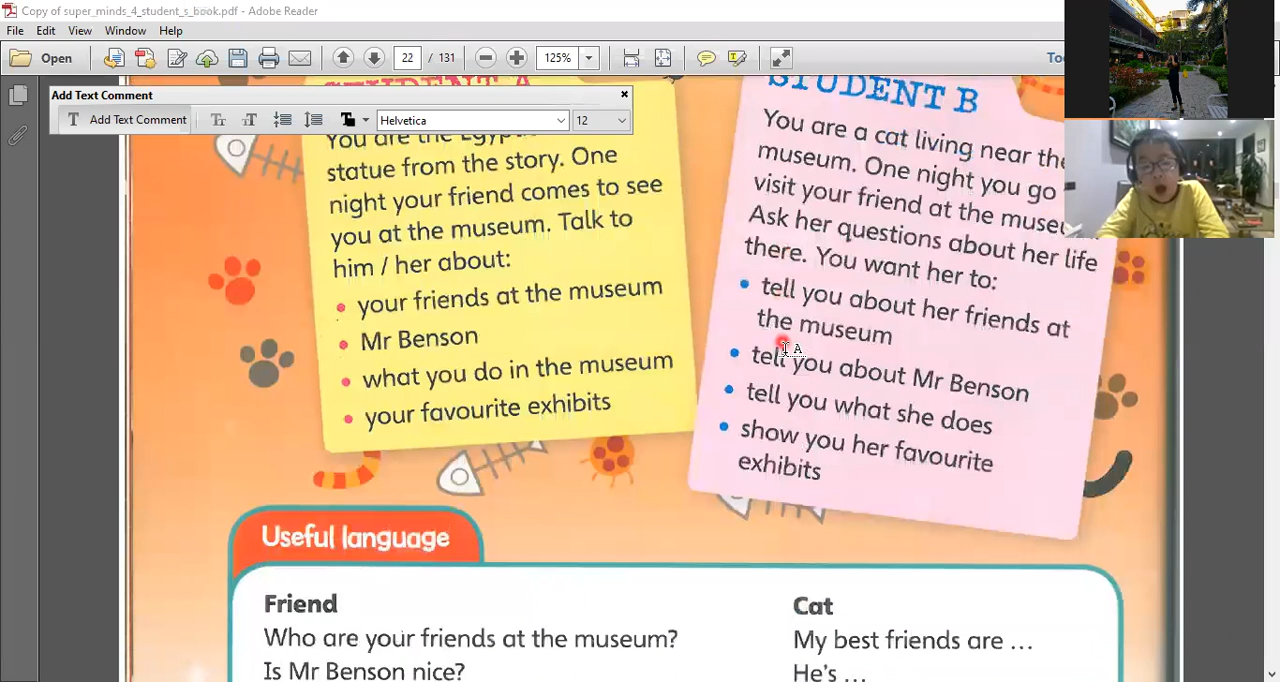 Copy of super_minds_4_student_s_book.pdf - Adobe Reader
File Edit View Window Help
Open 22 / 131 125%
Add Text Comment
Add Text Comment Helvetica 12
STUDENT A
You are the
statue from the story. One
night your friend comes to see
you at the museum. Talk to
him / her about:
• your friends at the museum
• Mr Benson
• what you do in the museum
• your favourite exhibits
STUDENT B
You are a cat living near the
museum. One night you go
visit your friend at the
Ask her questions about her life
there. You want her to:
• tell you about her friends at
the museum
• tell you about Mr Benson
• tell you what she does
• show you her favourite
exhibits
Useful language
Friend
Who are your friends at the museum?
Is Mr Benson nice?
Cat
My best friends are ...
He's ...